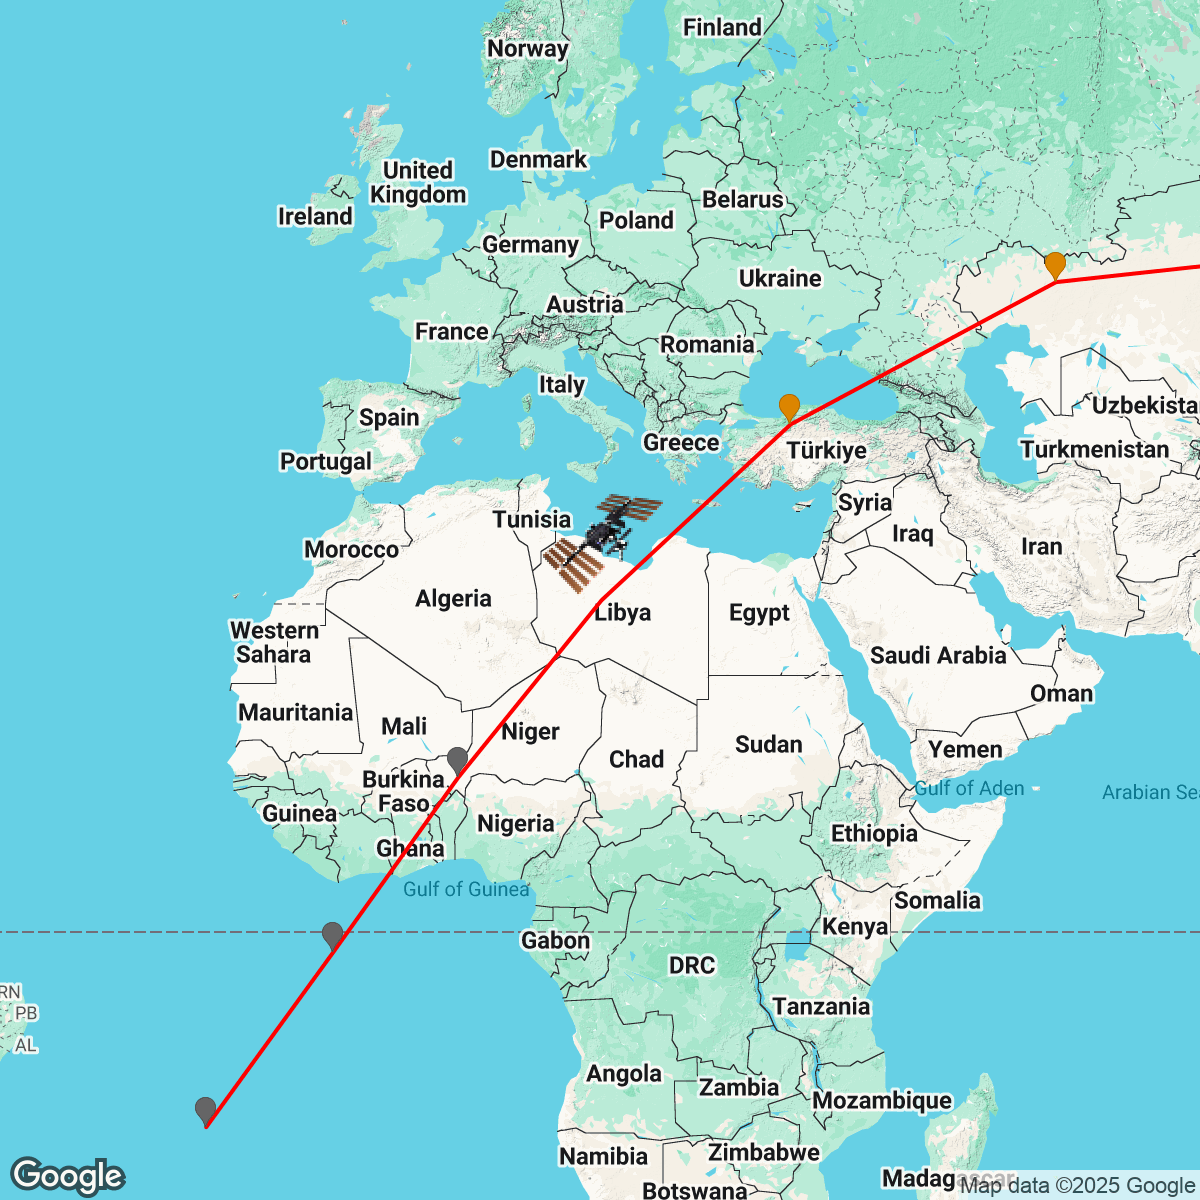 Finland
Norway
Denmark
United
Kingdom
Ireland
Belarus
Poland
Germany
Ukraine
Austria
France
Romania
Italy
Spain
Uzbekistan
Greece
Türkiye
Turkmenistan
Portugal
Syria
Tunisia
Iraq
Iran
Morocco
Algeria
Libya
Egypt
Western
Sahara
Saudi Arabia
Oman
Mauritania
Mali
Niger
Sudan
Yemen
Chad
Burkina
Faso
Gulf of Aden
Arabian Sea
Guinea
Nigeria
Ethiopia
Ghana
Gulf of Guinea
Somalia
Kenya
Gabon
DRC
RN
PB
Tanzania
AL
Angola
Zambia
Mozambique
Namibia
Zimbabwe
Botswana
Madagascar
Google
Map data ©2025 Google